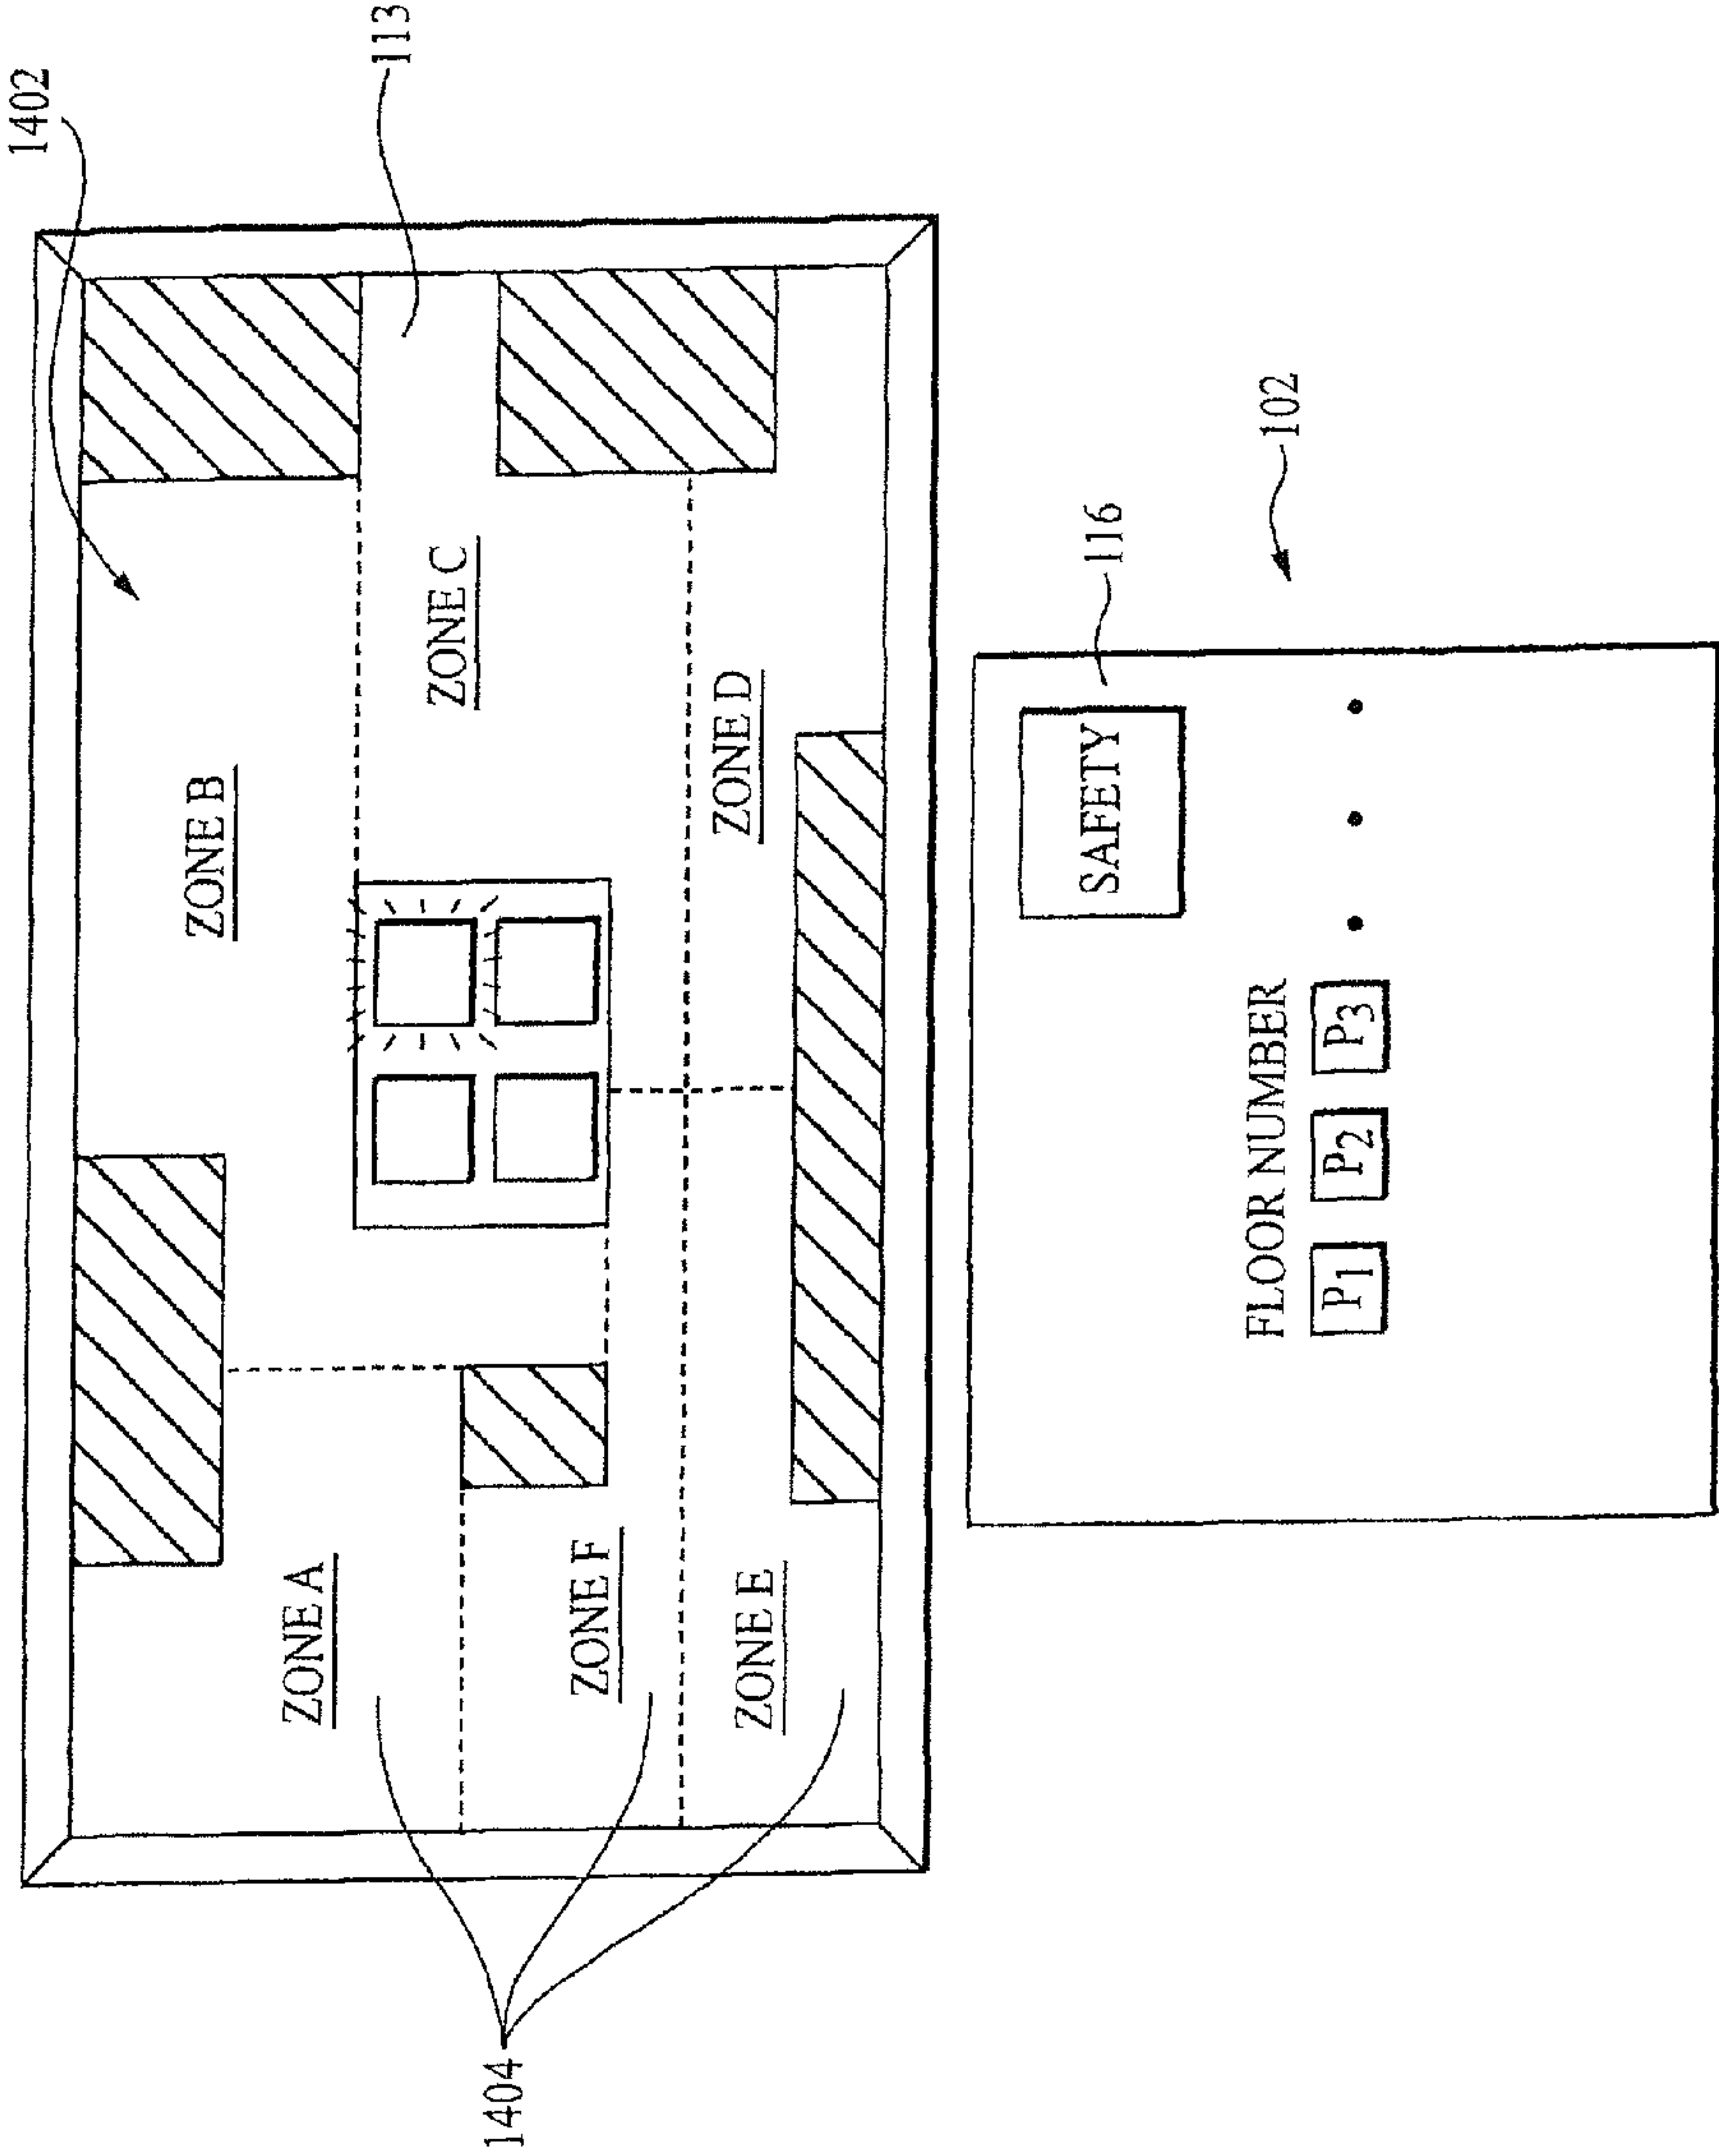 1402
ZONE B
ZONE A
113
ZONE C
1404
ZONE F
ZONE D
ZONE E
SAFETY
116
FLOOR NUMBER
102
P1 P2 P3 • • •